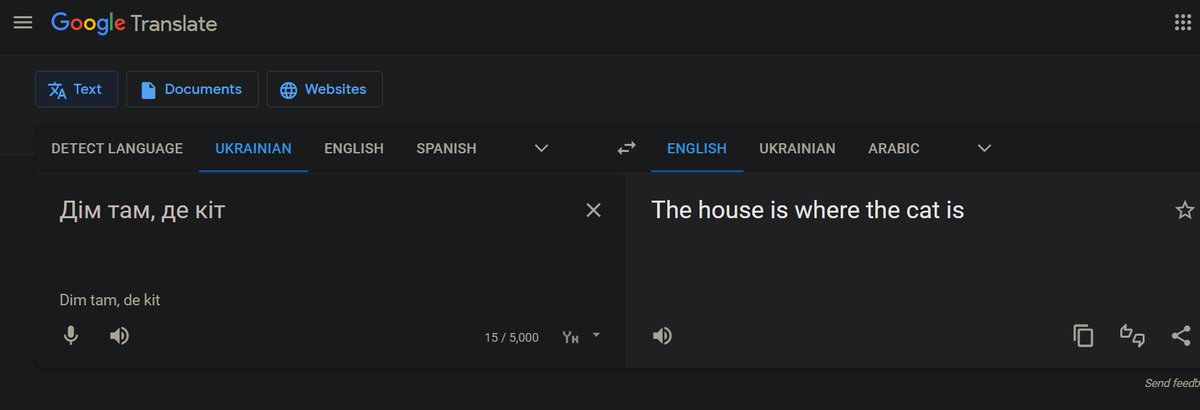 Google Translate
Text Documents Websites
DETECT LANGUAGE UKRAINIAN ENGLISH SPANISH ENGLISH UKRAINIAN ARABIC
Дім там, де кіт
The house is where the cat is
Dim tam, de kit
15 / 5,000
Send feedb